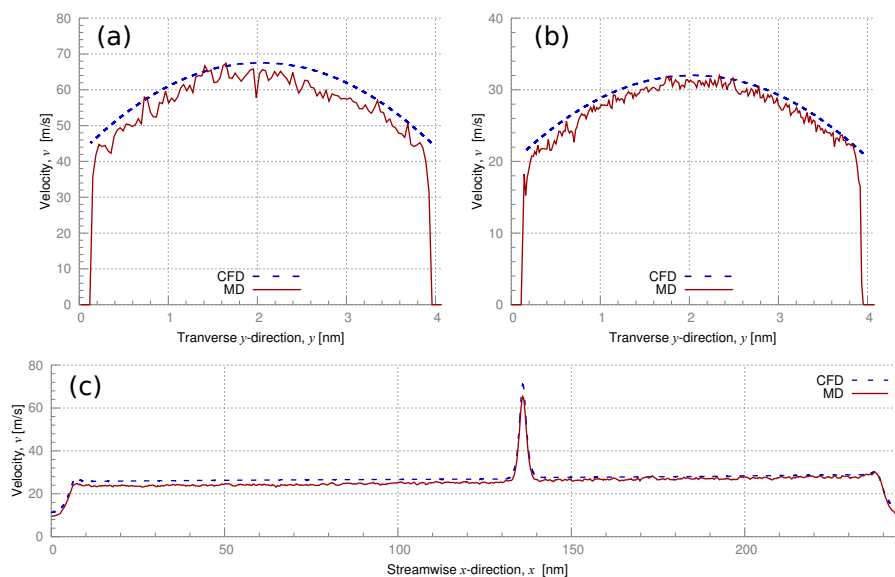 (a)
80
70
60
50
40
30
20
10
0
Velocity, v [m/s]
CFD
MD
0 1 2 3 4
Tranverse y-direction, y [nm]
(b)
40
30
20
10
0
Velocity, v [m/s]
CFD
MD
0 1 2 3 4
Tranverse y-direction, y [nm]
(c)
80
60
40
20
0
Velocity, v [m/s]
CFD
MD
0 50 100 150 200
Streamwise x-direction, x [nm]